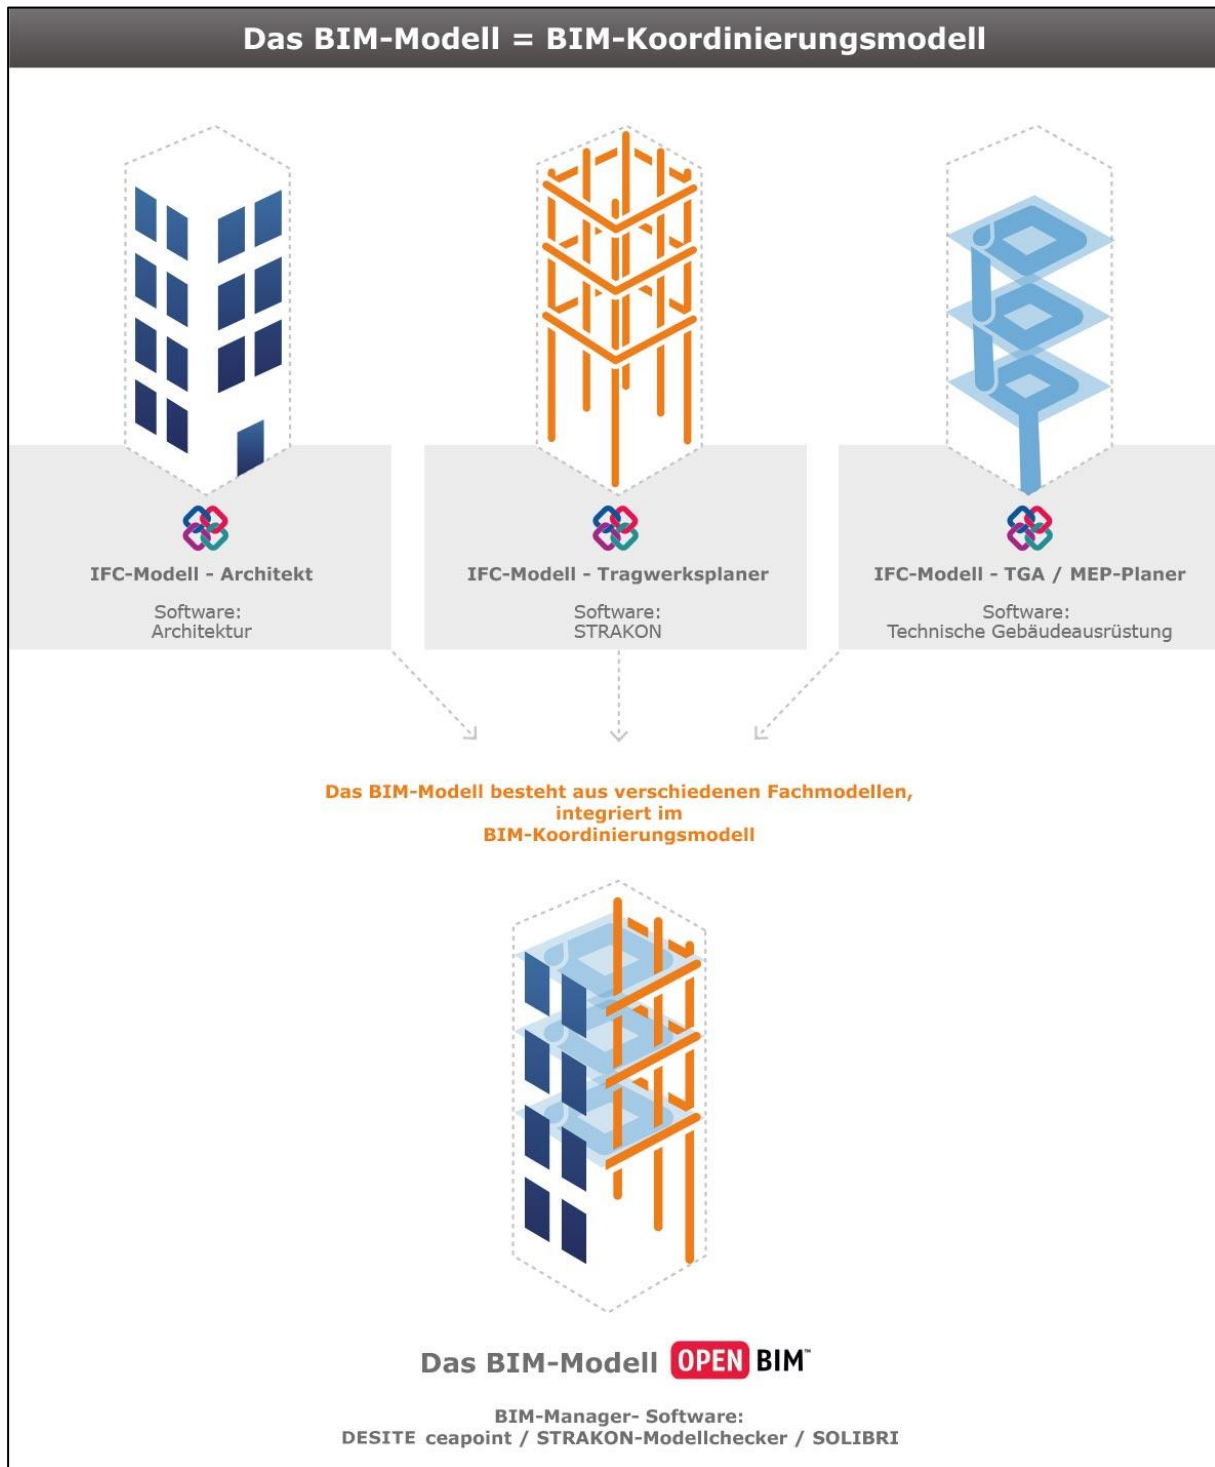 Das BIM-Modell = BIM-Koordinierungsmodell
IFC-Modell - Architekt
Software:
Architektur
IFC-Modell - Tragwerksplaner
Software:
STRAKON
IFC-Modell - TGA / MEP-Planer
Software:
Technische Gebäudeausrüstung
Das BIM-Modell besteht aus verschiedenen Fachmodellen,
integriert im
BIM-Koordinierungsmodell
Das BIM-Modell OPEN BIM™
BIM-Manager- Software:
DESITE ceapoint / STRAKON-Modellchecker / SOLIBRI